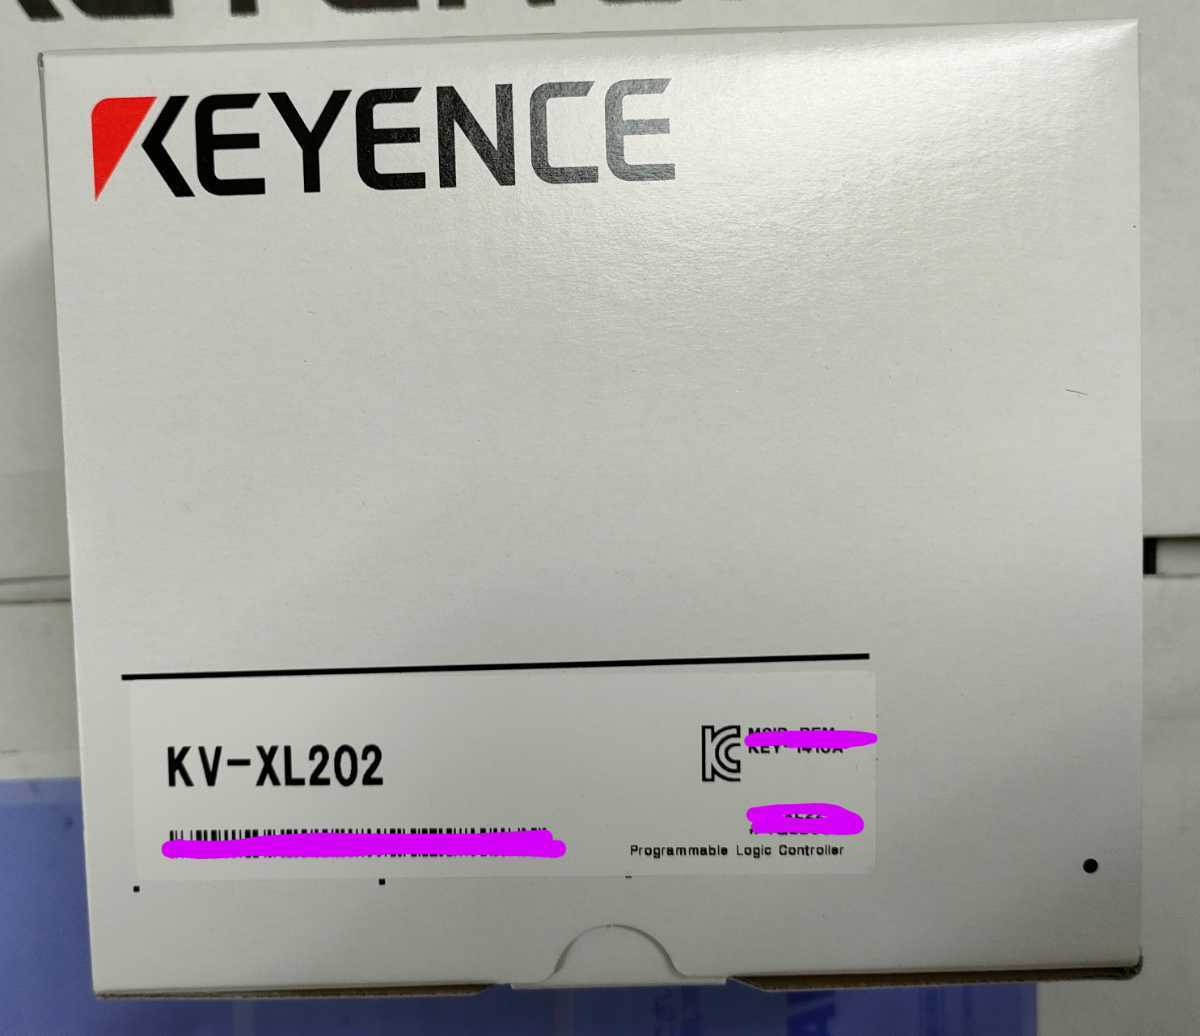 KEYENCE
KV-XL202
Programmable Logic Controller